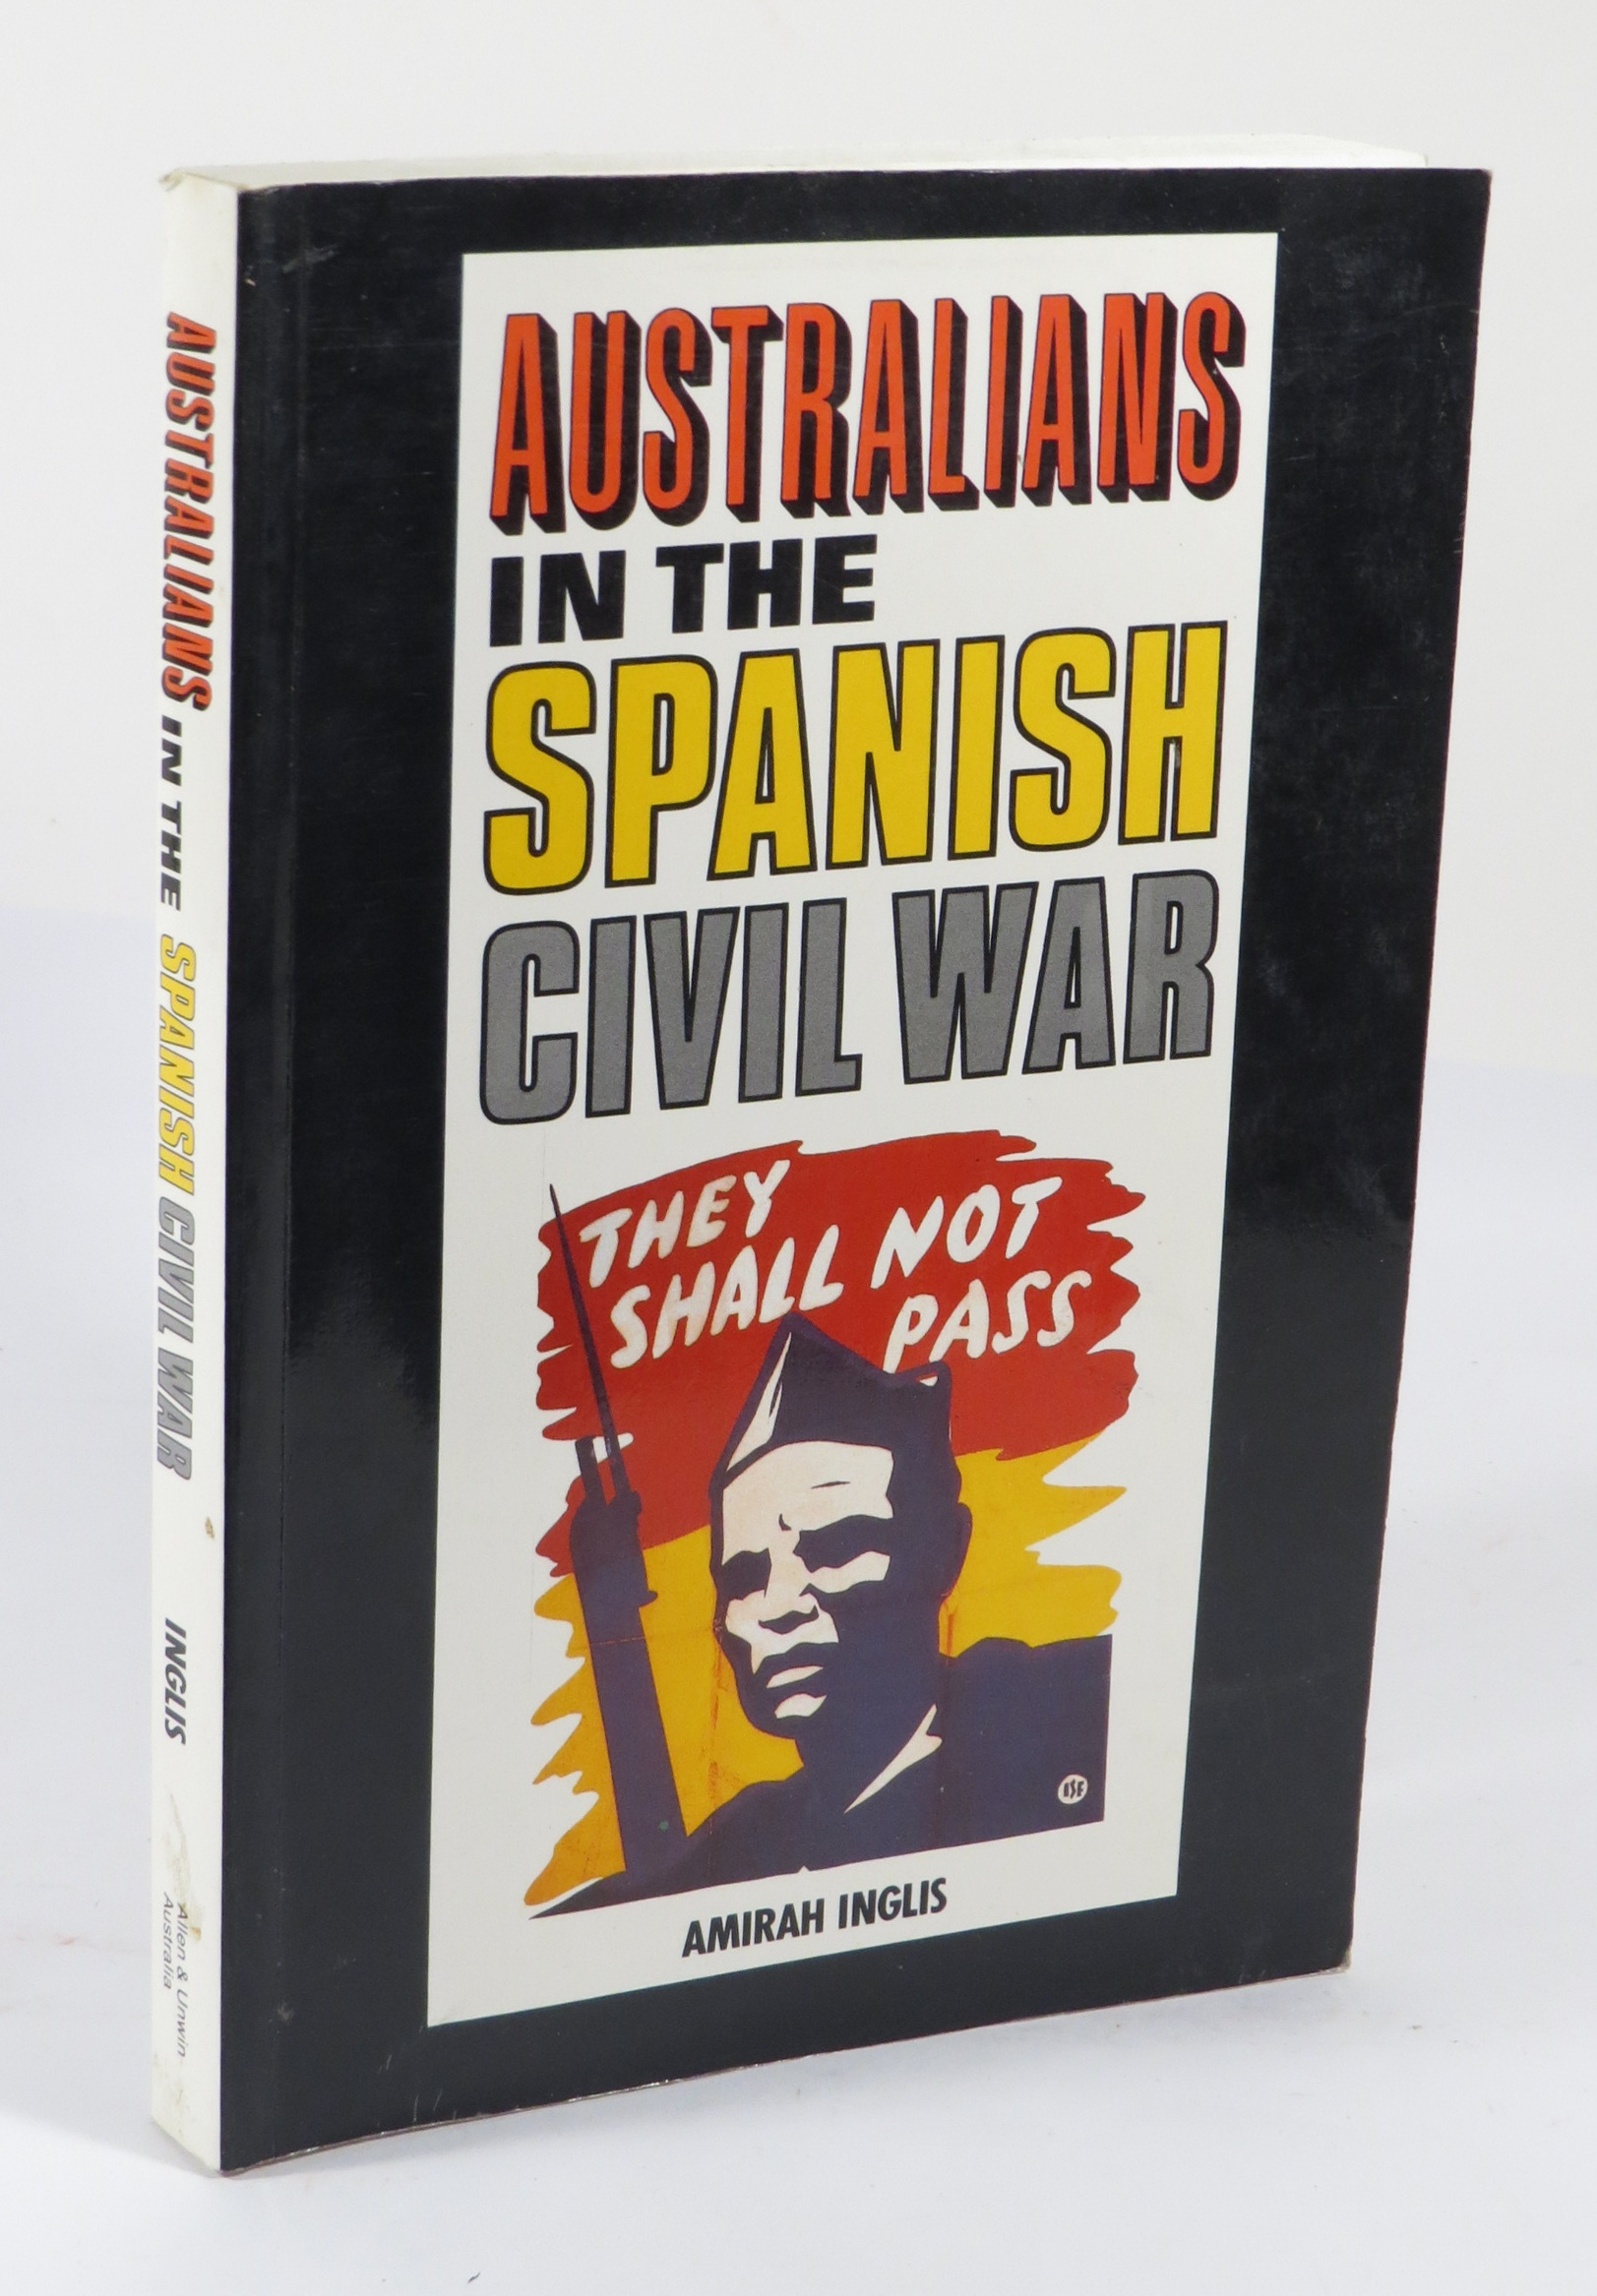 AUSTRALIANS IN THE SPANISH CIVIL WAR INGLIS
Allen & Unwin
Australia
AUSTRALIANS
IN THE
SPANISH
CIVIL WAR
THEY
SHALL NOT
PASS
AMIRAH INGLIS